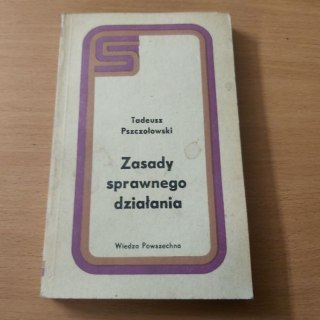 Tadeusz
Pszczołowski
Zasady
sprawnego
działania
Wiedza Powszechna